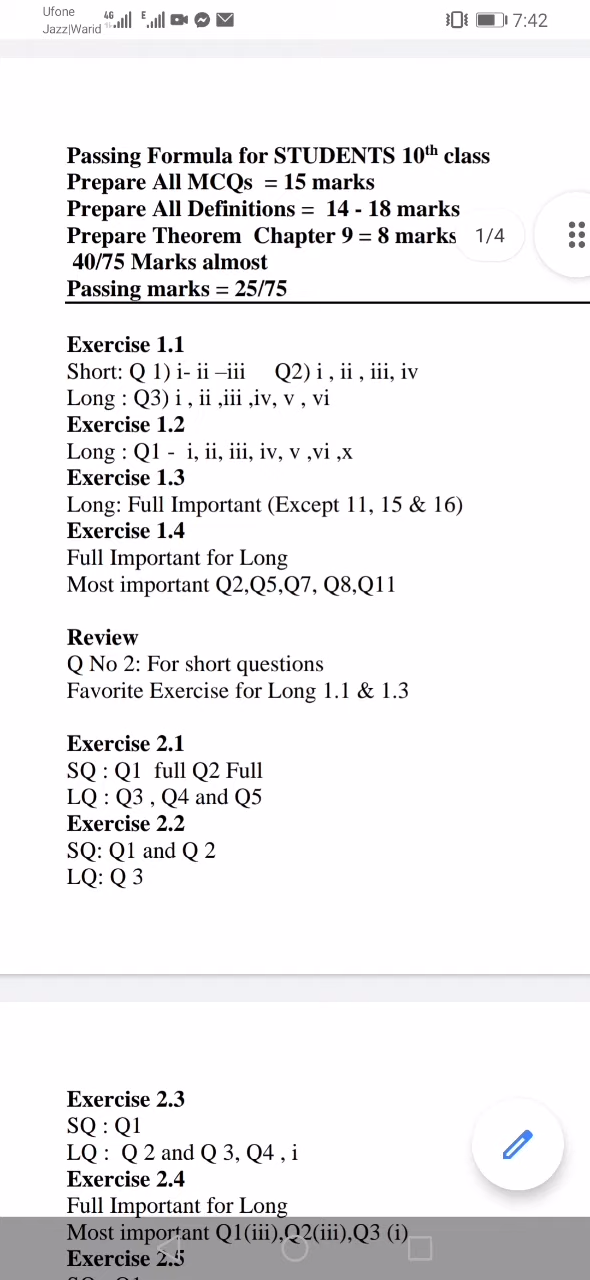 Ufone
Jazz|Warid
4G
E
7:42
Passing Formula for STUDENTS 10th class
Prepare All MCQs = 15 marks
Prepare All Definitions = 14 - 18 marks
Prepare Theorem Chapter 9 = 8 marks
1/4
40/75 Marks almost
Passing marks = 25/75
Exercise 1.1
Short: Q 1) i- ii –iii Q2) i , ii , iii, iv
Long : Q3) i , ii ,iii ,iv, v , vi
Exercise 1.2
Long : Q1 - i, ii, iii, iv, v ,vi ,x
Exercise 1.3
Long: Full Important (Except 11, 15 & 16)
Exercise 1.4
Full Important for Long
Most important Q2,Q5,Q7, Q8,Q11
Review
Q No 2: For short questions
Favorite Exercise for Long 1.1 & 1.3
Exercise 2.1
SQ : Q1 full Q2 Full
LQ : Q3 , Q4 and Q5
Exercise 2.2
SQ: Q1 and Q 2
LQ: Q 3
Exercise 2.3
SQ : Q1
LQ : Q 2 and Q 3, Q4 , i
Exercise 2.4
Full Important for Long
Most important Q1(iii),Q2(iii),Q3 (i)
Exercise 2.5